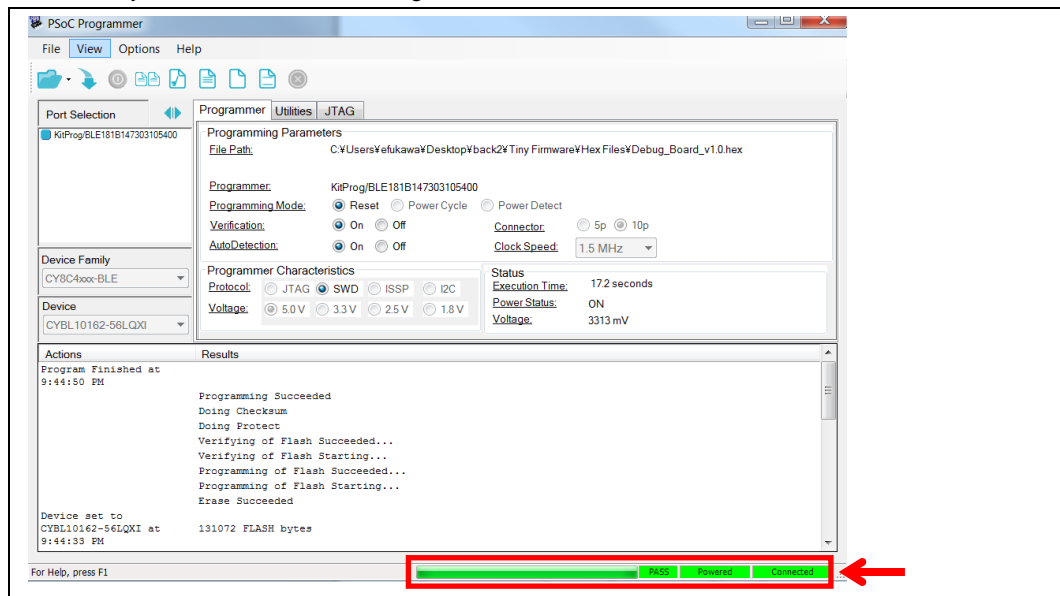 PSoC Programmer
File View Options Help
Port Selection
KitProg/BLE181B147303105400
Device Family
CY8C4xxx-BLE
Device
CYBL10162-56LQXI
Programmer Utilities JTAG
Programming Parameters
File Path: C:¥Users¥efukawa¥Desktop¥back2¥Tiny Firmware¥Hex Files¥Debug_Board_v1.0.hex
Programmer: KitProg/BLE181B147303105400
Programming Mode: Reset Power Cycle Power Detect
Verification: On Off Connector: 5p 10p
AutoDetection: On Off Clock Speed: 1.5 MHz
Programmer Characteristics
Protocol: JTAG SWD ISSP I2C
Voltage: 5.0 V 3.3 V 2.5 V 1.8 V
Status
Execution Time: 17.2 seconds
Power Status: ON
Voltage: 3313 mV
Actions Results
Program Finished at
9:44:50 PM
Programming Succeeded
Doing Checksum
Doing Protect
Verifying of Flash Succeeded...
Verifying of Flash Starting...
Programming of Flash Succeeded...
Programming of Flash Starting...
Erase Succeeded
Device set to
CYBL10162-56LQXI at 131072 FLASH bytes
9:44:33 PM
For Help, press F1 PASS Powered Connected